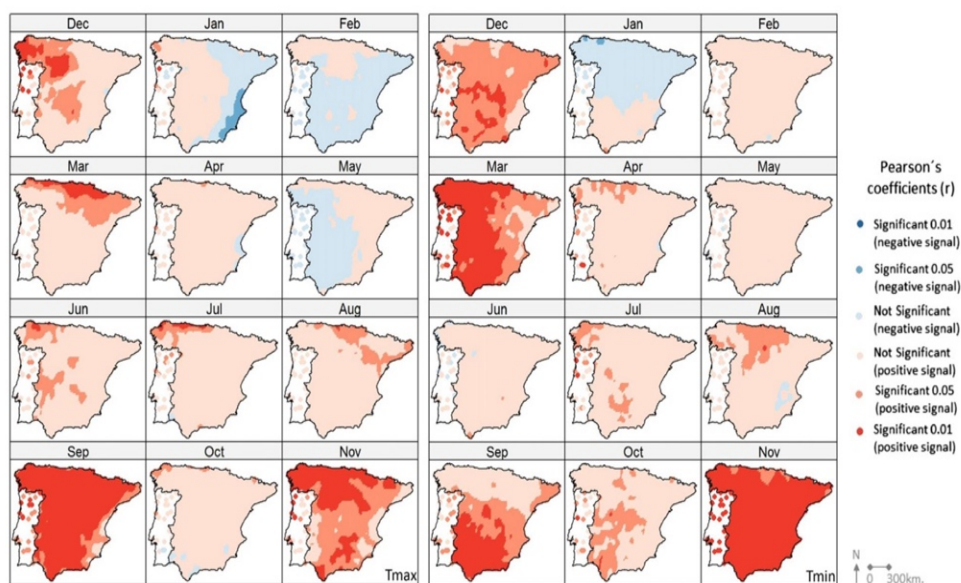 Dec Jan Feb Dec Jan Feb
Mar Apr May Mar Apr May
Jun Jul Aug Jun Jul Aug
Sep Oct Nov Sep Oct Nov
Tmax Tmin
Pearson´s
coefficients (r)
Significant 0.01
(negative signal)
Significant 0.05
(negative signal)
Not Significant
(negative signal)
Not Significant
(positive signal)
Significant 0.05
(positive signal)
Significant 0.01
(positive signal)
N
0 300km.